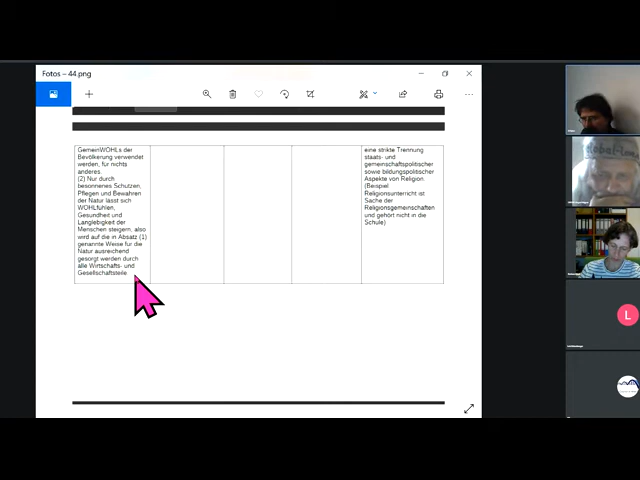 Fotos – 44.png
GemeinWOHLs der
Bevölkerung verwendet
werden, für nichts
anderes.
(2) Nur durch
besonnenes Schützen,
Pflegen und Bewahren
der Natur lässt sich
WOHLfühlen,
Gesundheit und
Langlebigkeit der
Menschen steigern, also
wird auf die in Absatz (1)
genannte Weise für die
Natur ausreichend
gesorgt werden durch
alle Wirtschafts- und
Gesellschaftsteile
eine strikte Trennung
staats- und
gemeinschaftspolitischer
sowie bildungspolitischer
Aspekte von Religion
(Beispiel
Religionsunterricht ist
Sache der
Religionsgemeinschaften
und gehört nicht in die
Schule)
L